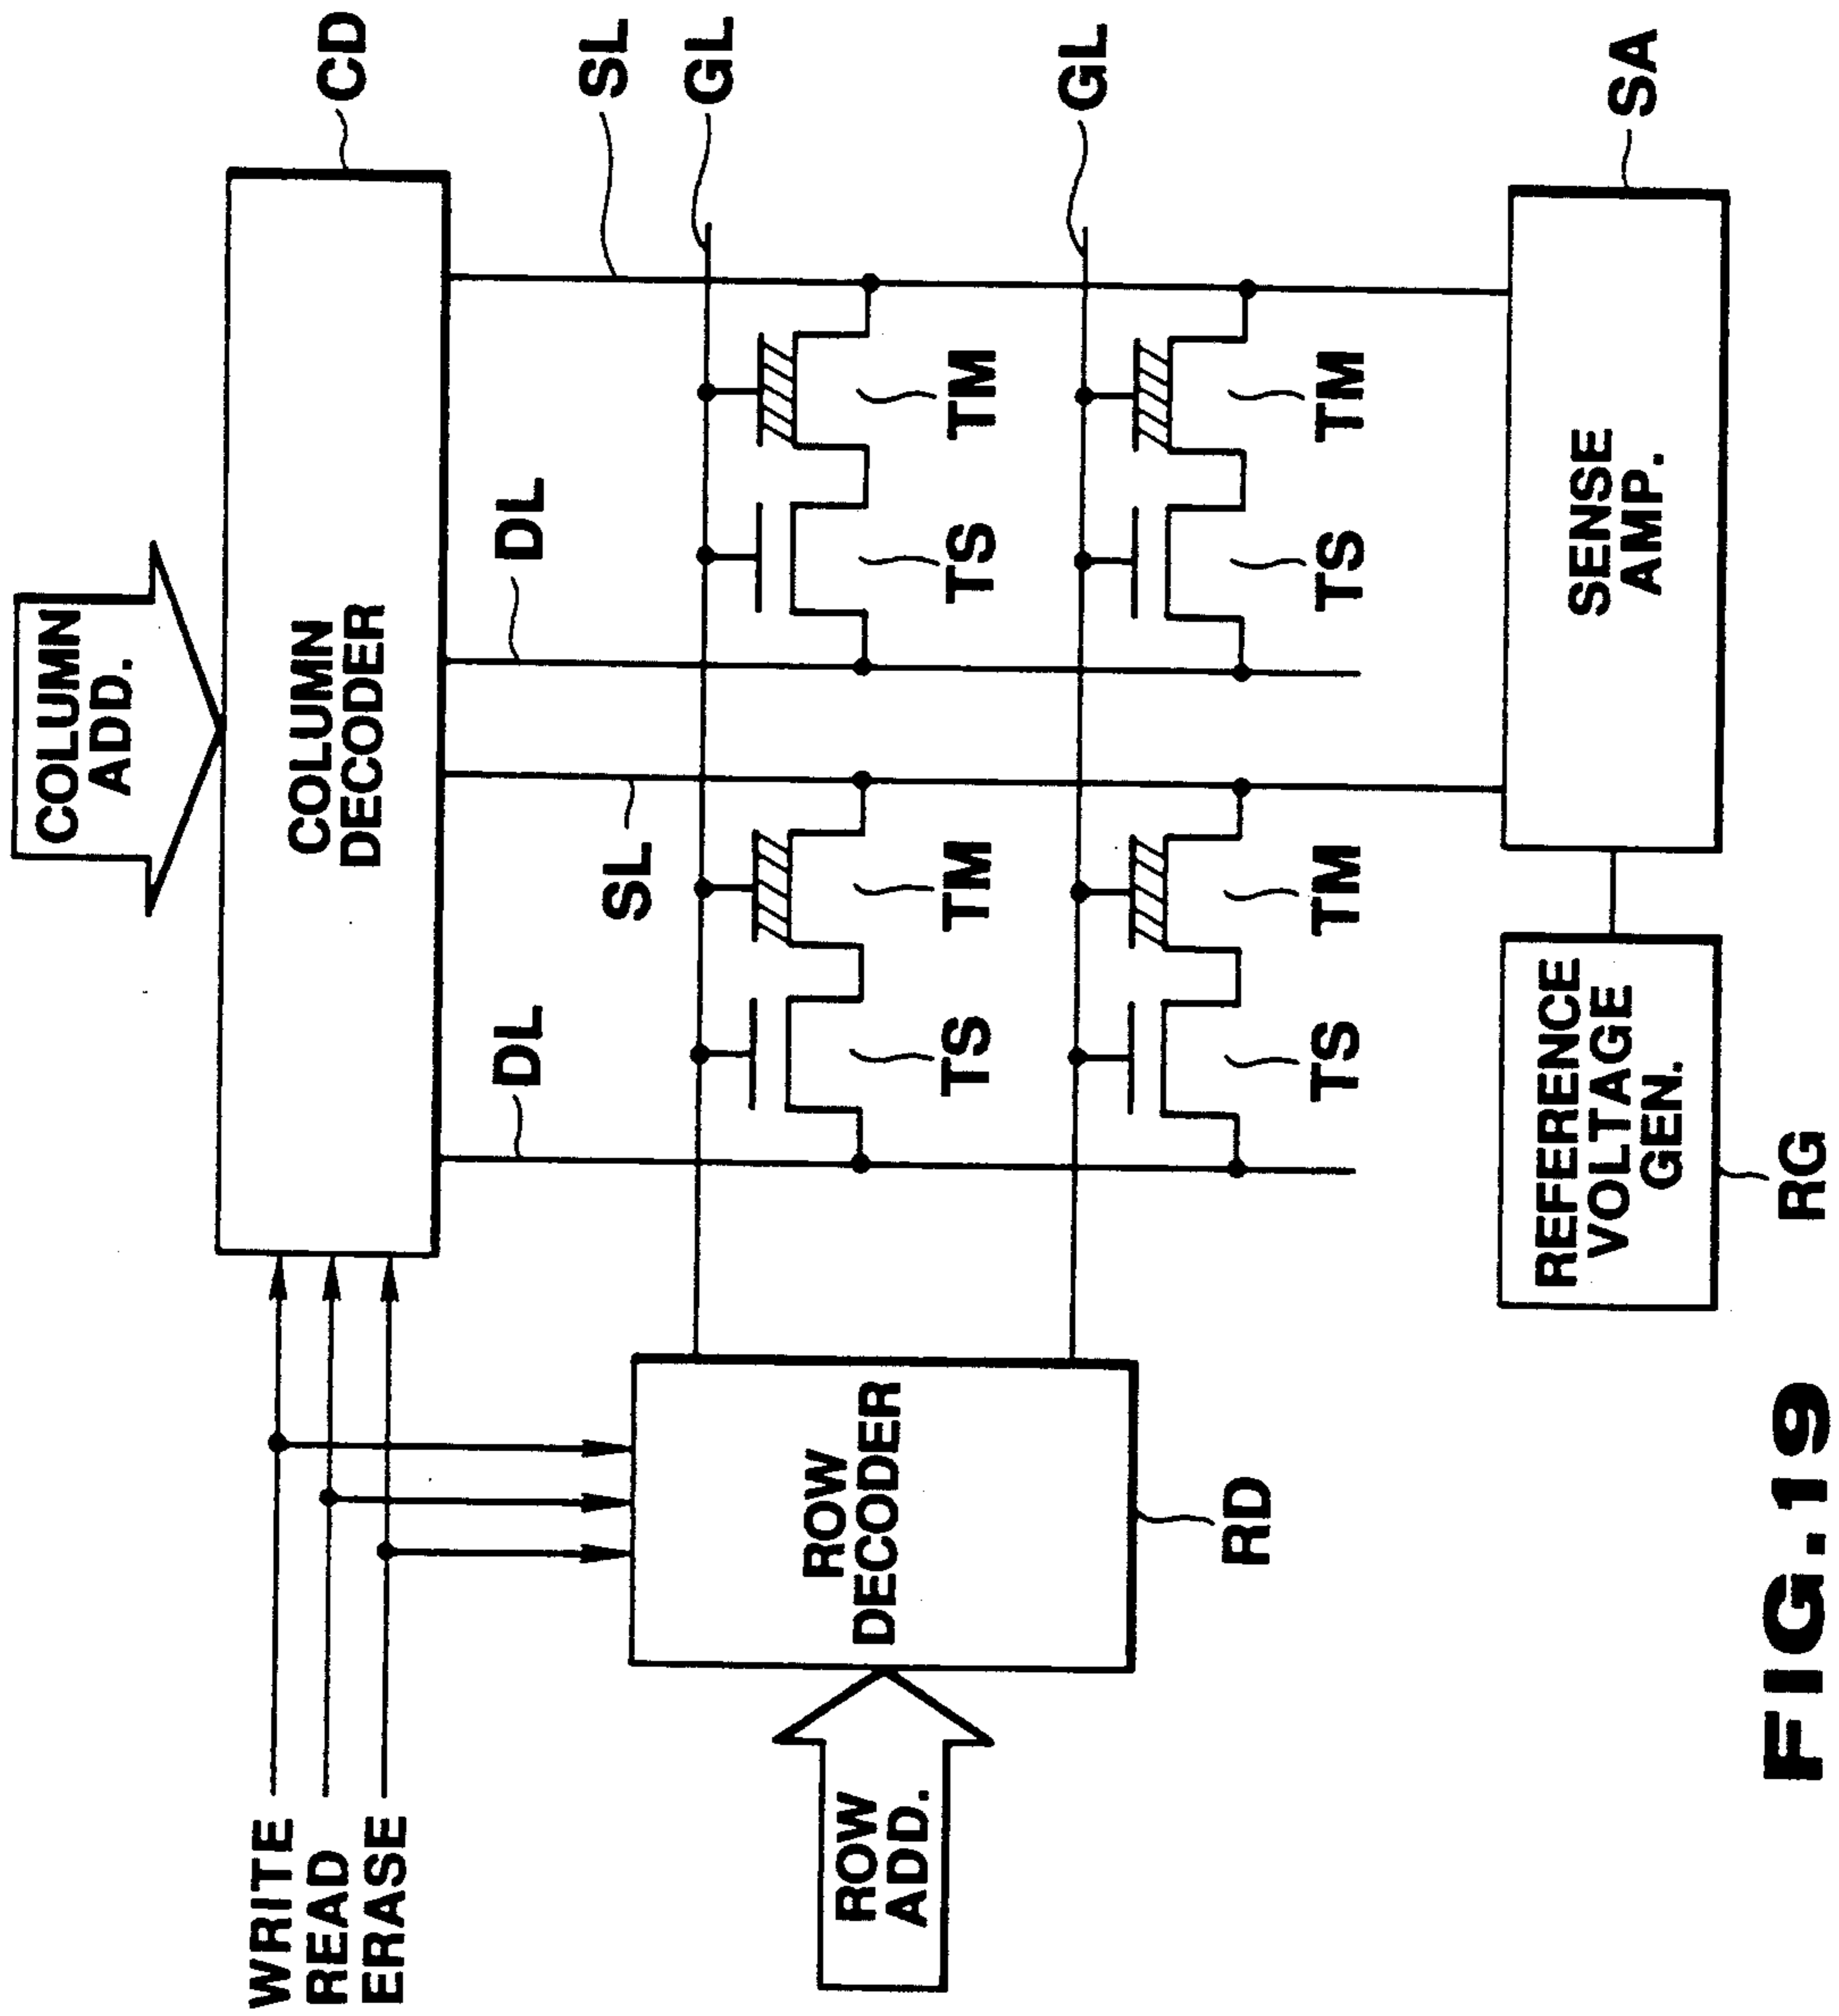 COLUMN
ADD.
WRITE
READ
ERASE
COLUMN
DECODER
CD
DL
DL
SL
SL
GL
ROW
ADD.
ROW
DECODER
RD
TS
TM
TS
TM
GL
TS
TM
TS
TM
REFERENCE
VOLTAGE
GEN.
RG
SENSE
AMP.
SA
FIG.19